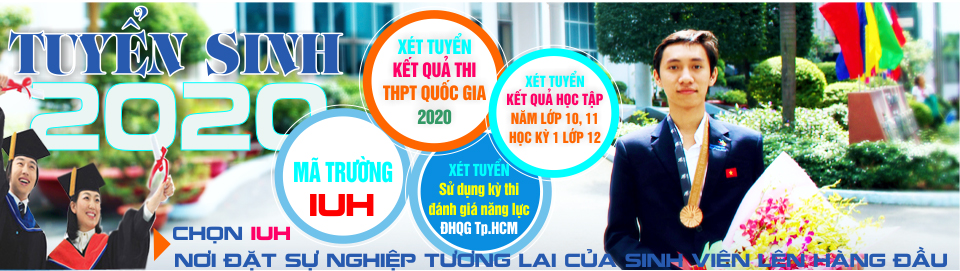 TUYỂN SINH
2020
XÉT TUYỂN
KẾT QUẢ THI
THPT QUỐC GIA
2020
XÉT TUYỂN
KẾT QUẢ HỌC TẬP
NĂM LỚP 10, 11
HỌC KỲ 1 LỚP 12
MÃ TRƯỜNG
IUH
XÉT TUYỂN
Sử dụng kỳ thi
đánh giá năng lực
ĐHQG Tp.HCM
CHỌN IUH
NƠI ĐẶT SỰ NGHIỆP TƯƠNG LAI CỦA SINH VIÊN LÊN HÀNG ĐẦU